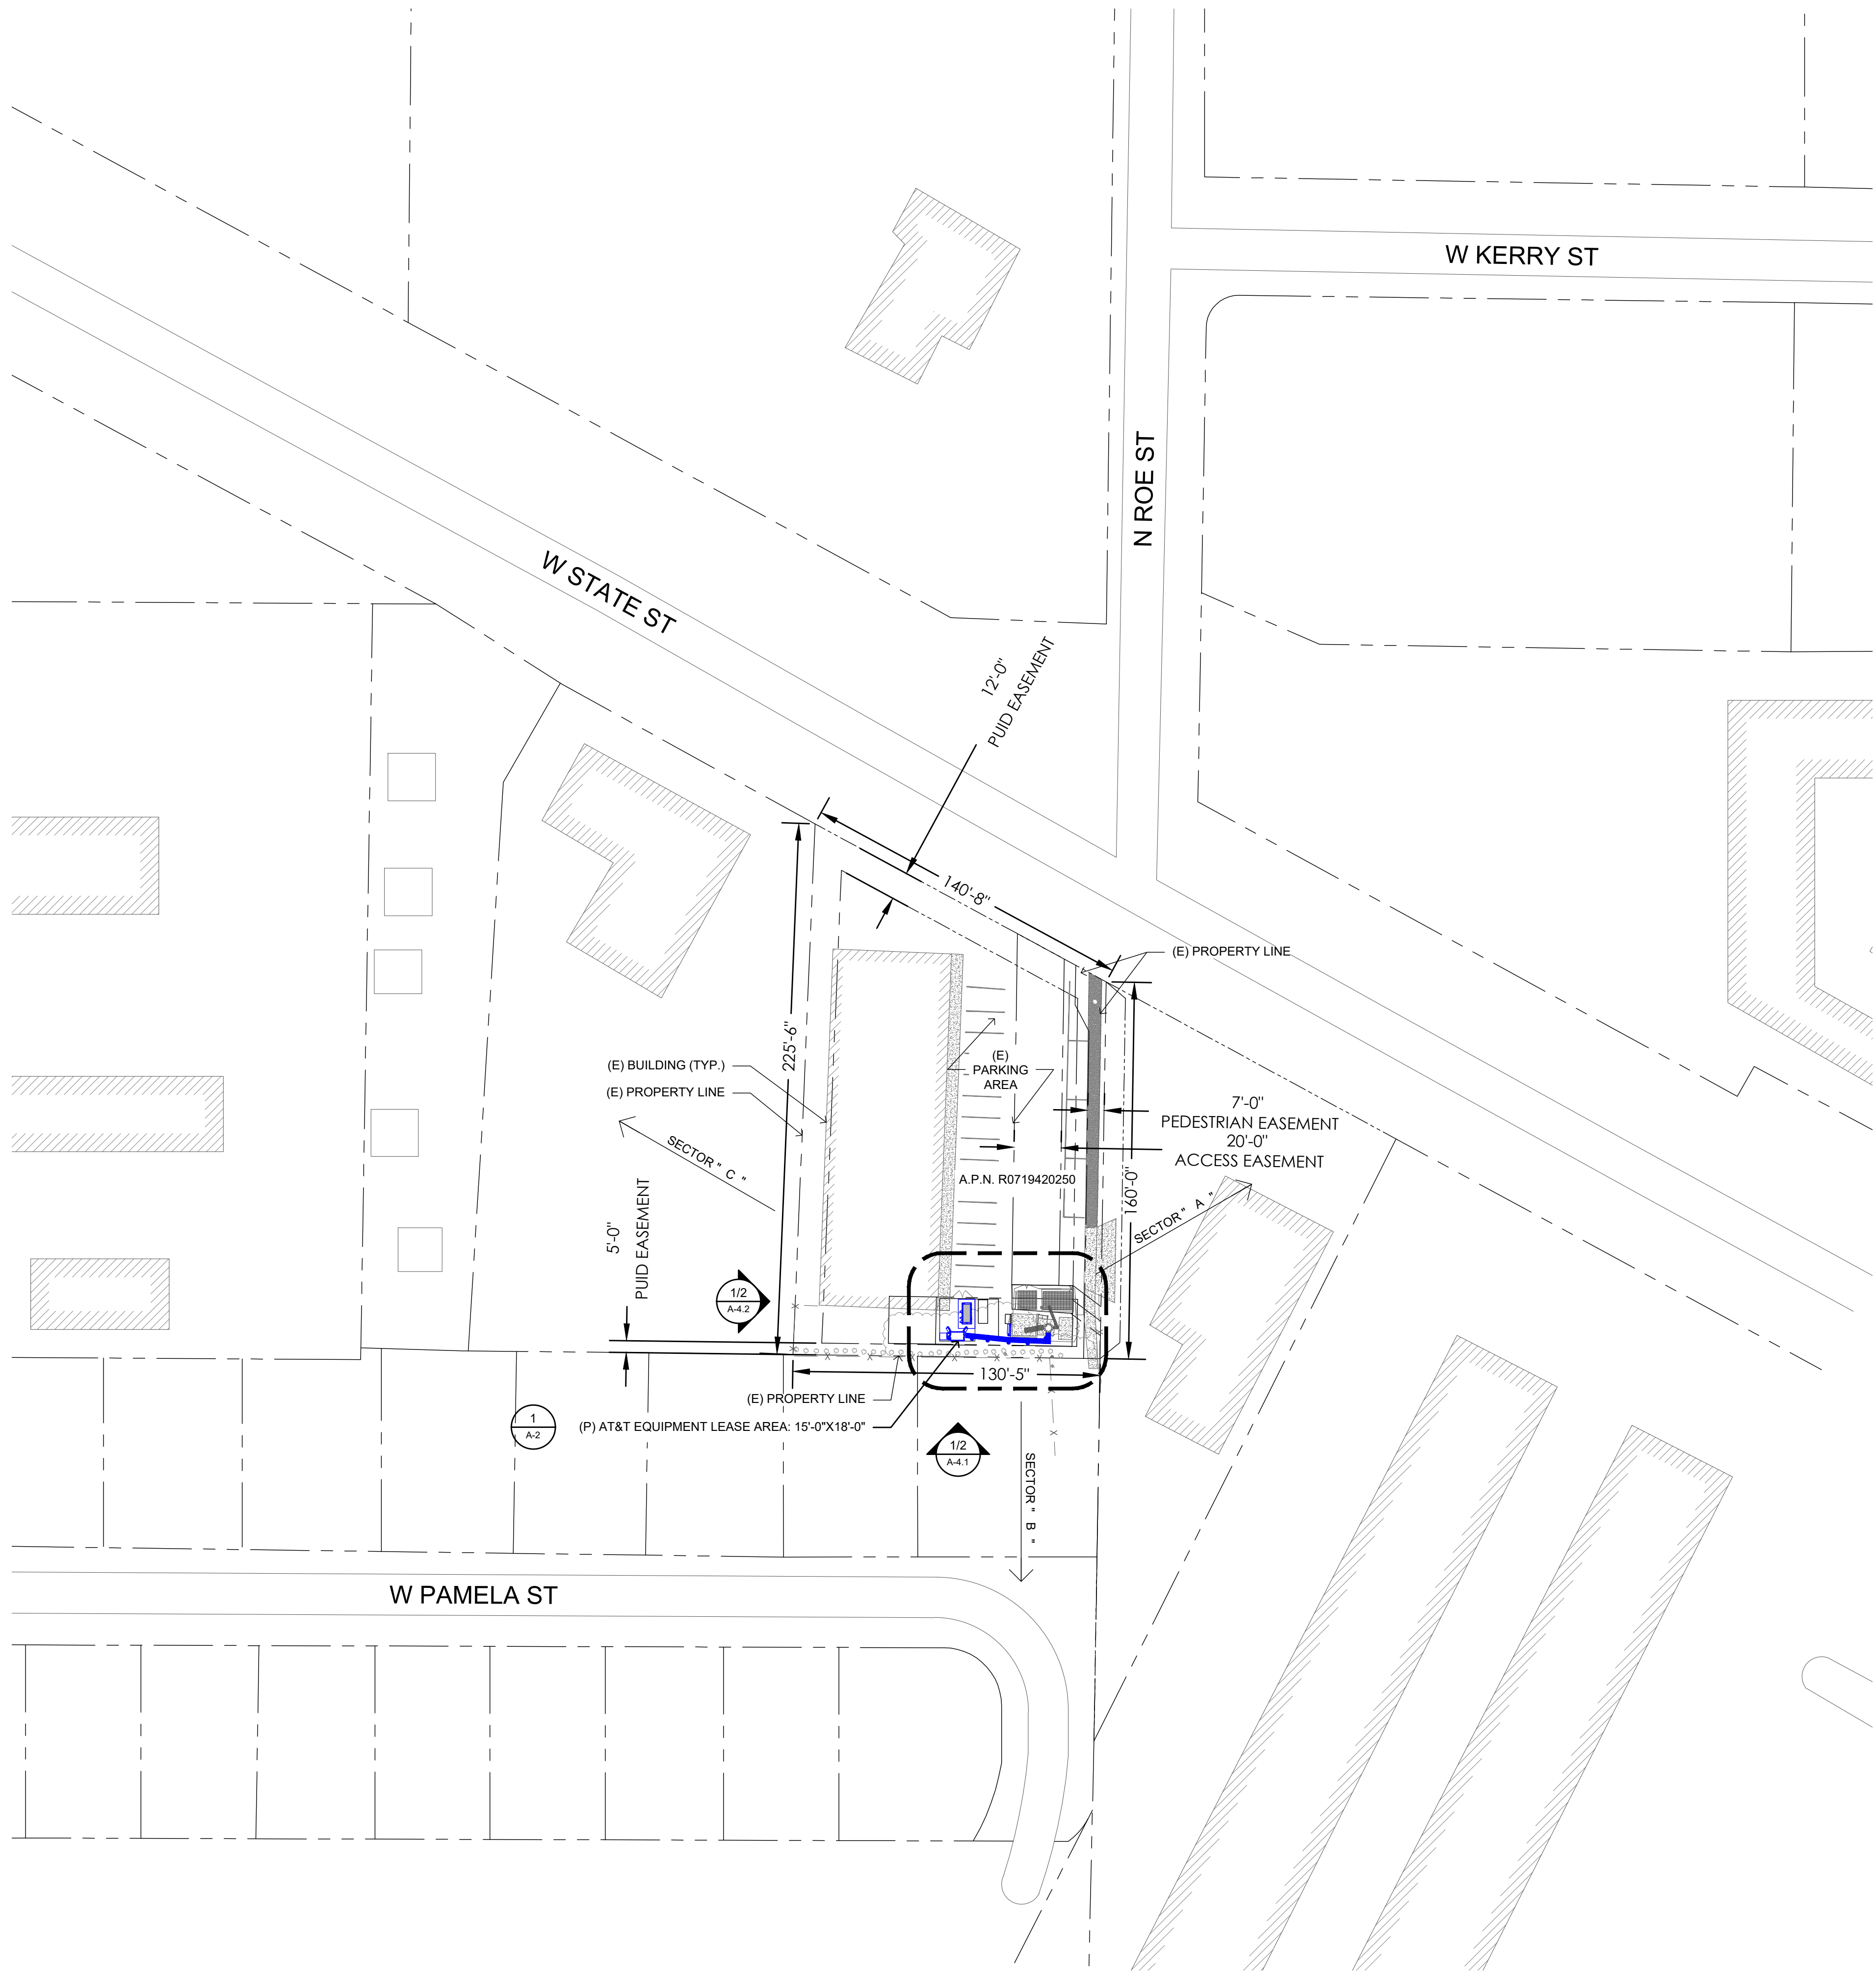 W KERRY ST
N ROE ST
W STATE ST
12'-0"
PUID EASEMENT
140'-8"
(E) PROPERTY LINE
225'-6"
(E) BUILDING (TYP.)
(E) PROPERTY LINE
(E)
PARKING
AREA
7'-0"
PEDESTRIAN EASEMENT
20'-0"
ACCESS EASEMENT
SECTOR " C "
A.P.N. R0719420250
160'-0"
SECTOR " A "
5'-0"
PUID EASEMENT
1/2
A-4.2
130'-5"
(E) PROPERTY LINE
1
A-2
(P) AT&T EQUIPMENT LEASE AREA: 15'-0"X18'-0"
1/2
A-4.1
SECTOR " B "
W PAMELA ST